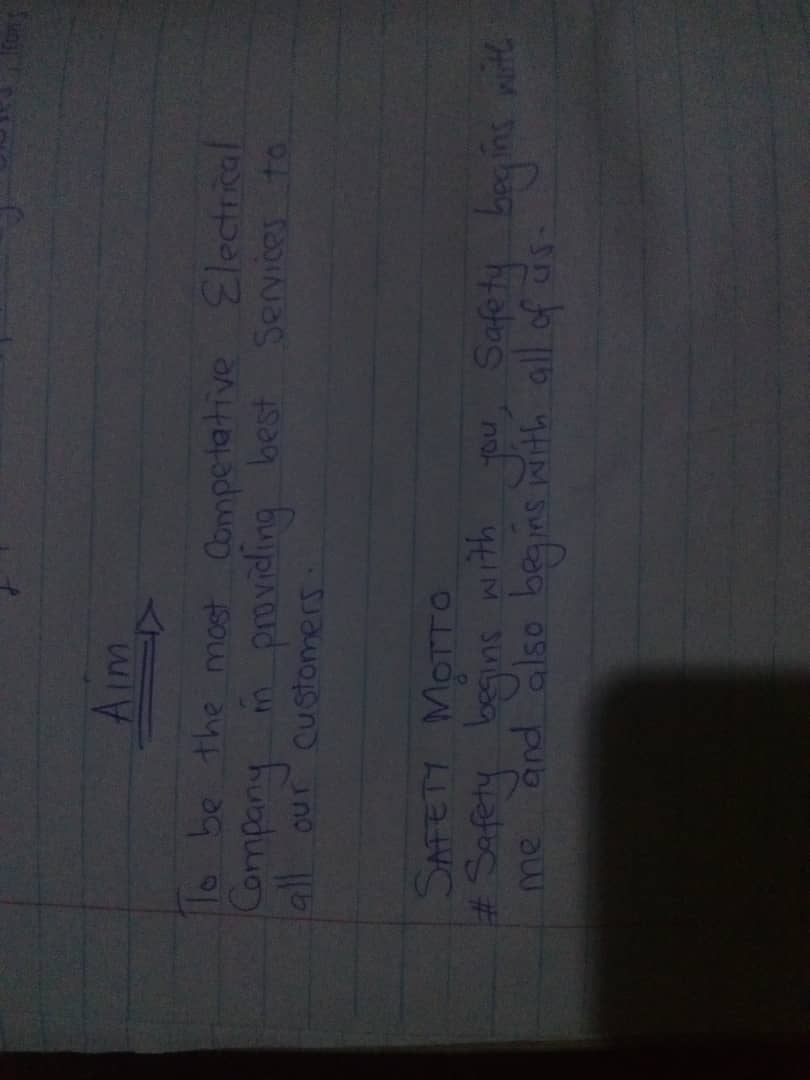 Aim
To be the most Competative Electrical
Company in providing best Services to
all our customers.
SAFETY MOTTO
# Safety begins with you, Safety begins with
me and also begins with all of us.